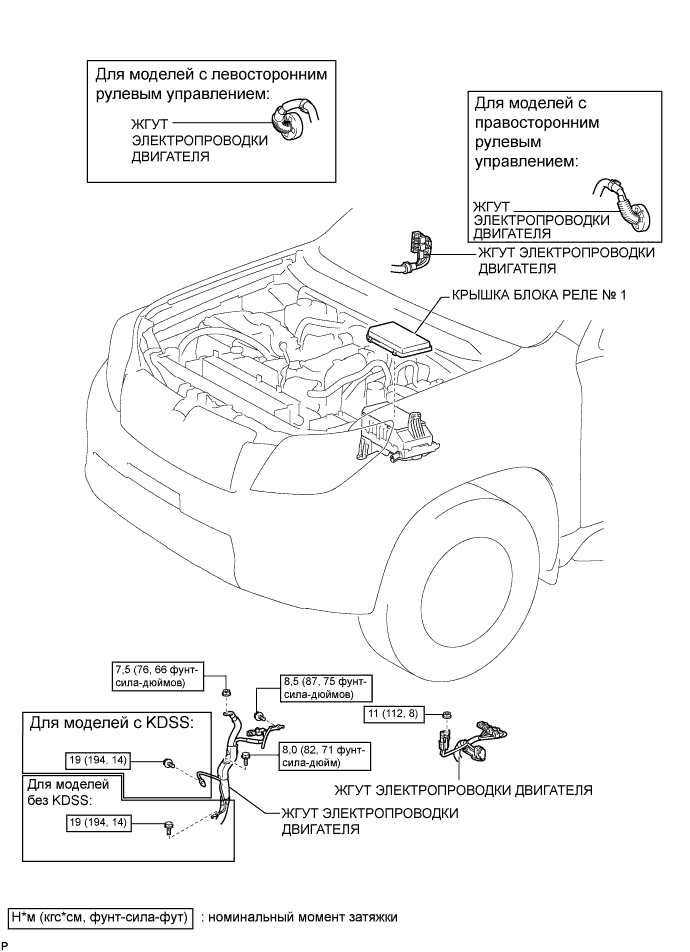 Для моделей с левосторонним
рулевым управлением:
ЖГУТ
ЭЛЕКТРОПРОВОДКИ
ДВИГАТЕЛЯ
Для моделей с
правосторонним
рулевым
управлением:
ЖГУТ
ЭЛЕКТРОПРОВОДКИ
ДВИГАТЕЛЯ
ЖГУТ ЭЛЕКТРОПРОВОДКИ
ДВИГАТЕЛЯ
КРЫШКА БЛОКА РЕЛЕ № 1
7,5 (76, 66 фунт-
сила-дюймов)
8,5 (87, 75 фунт-
сила-дюймов)
11 (112, 8)
Для моделей с KDSS:
8,0 (82, 71 фунт-
сила-дюйм)
19 (194, 14)
Для моделей
без KDSS:
ЖГУТ ЭЛЕКТРОПРОВОДКИ ДВИГАТЕЛЯ
ЖГУТ ЭЛЕКТРОПРОВОДКИ
ДВИГАТЕЛЯ
19 (194, 14)
Н*м (кгс*см, фунт-сила-фут) : номинальный момент затяжки
P